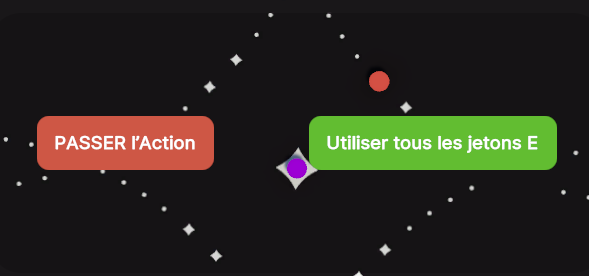 PASSER l’Action
Utiliser tous les jetons E